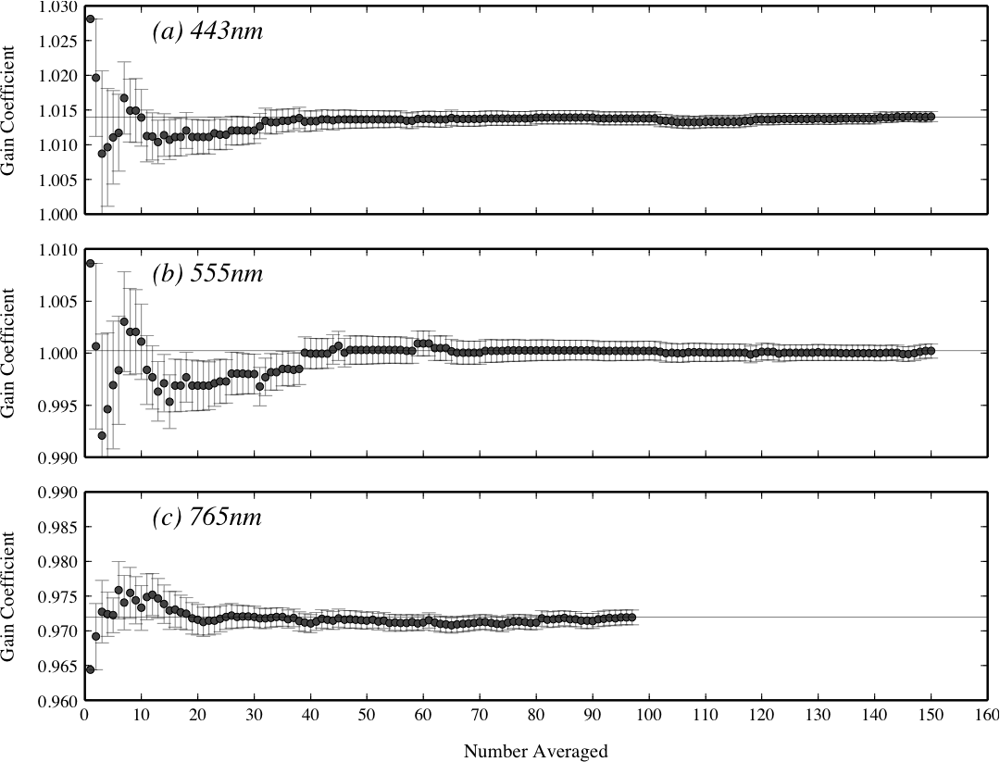 1.030
1.025
1.020
1.015
1.010
1.005
1.000
Gain Coefficient
(a) 443nm
1.010
1.005
1.000
0.995
0.990
Gain Coefficient
(b) 555nm
0.990
0.985
0.980
0.975
0.970
0.965
0.960
Gain Coefficient
(c) 765nm
0 10 20 30 40 50 60 70 80 90 100 110 120 130 140 150 160
Number Averaged